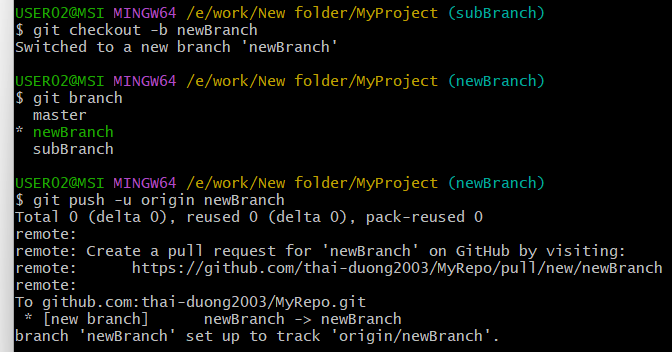 USER02@MSI MINGW64 /e/work/New folder/MyProject (subBranch)
$ git checkout -b newBranch
Switched to a new branch 'newBranch'
USER02@MSI MINGW64 /e/work/New folder/MyProject (newBranch)
$ git branch
  master
* newBranch
  subBranch
USER02@MSI MINGW64 /e/work/New folder/MyProject (newBranch)
$ git push -u origin newBranch
Total 0 (delta 0), reused 0 (delta 0), pack-reused 0
remote:
remote: Create a pull request for 'newBranch' on GitHub by visiting:
remote:      https://github.com/thai-duong2003/MyRepo/pull/new/newBranch
remote:
To github.com:thai-duong2003/MyRepo.git
 * [new branch]      newBranch -> newBranch
branch 'newBranch' set up to track 'origin/newBranch'.